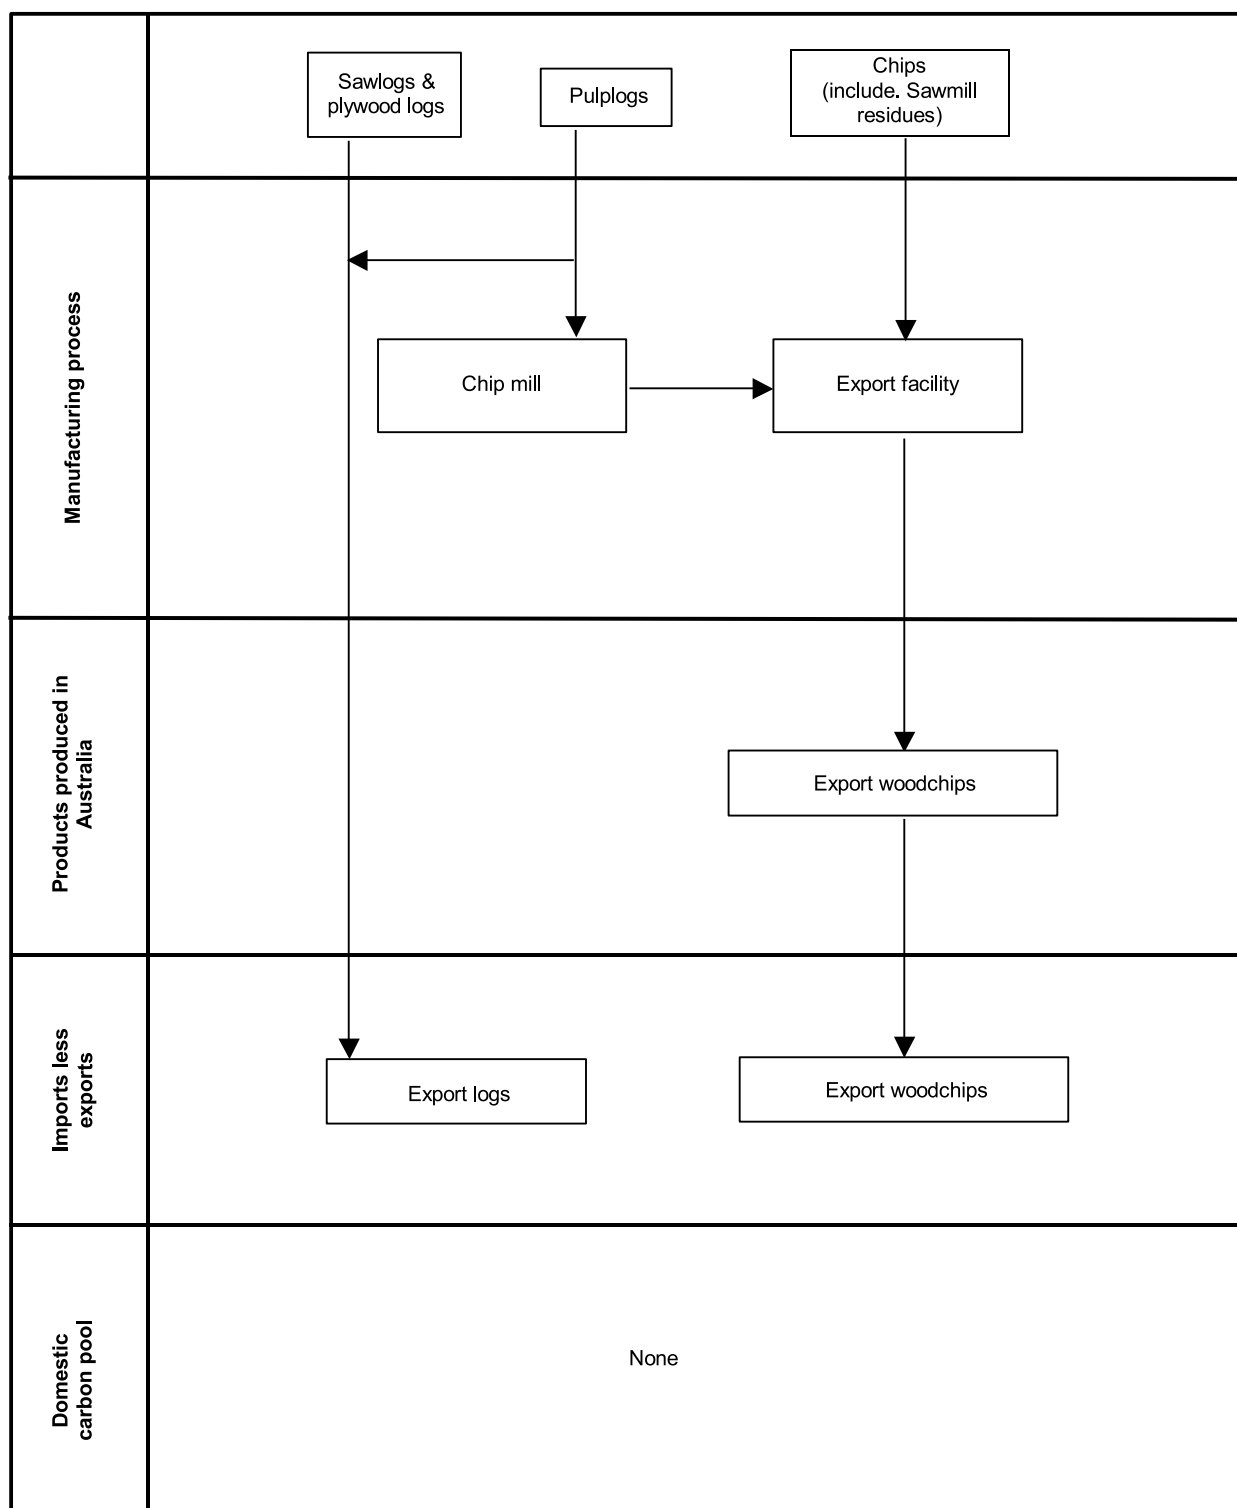 Sawlogs &
plywood logs
Pulplogs
Chips
(include. Sawmill
residues)
Manufacturing process
Chip mill
Export facility
Products produced in
Australia
Export woodchips
Imports less
exports
Export logs
Export woodchips
Domestic
carbon pool
None